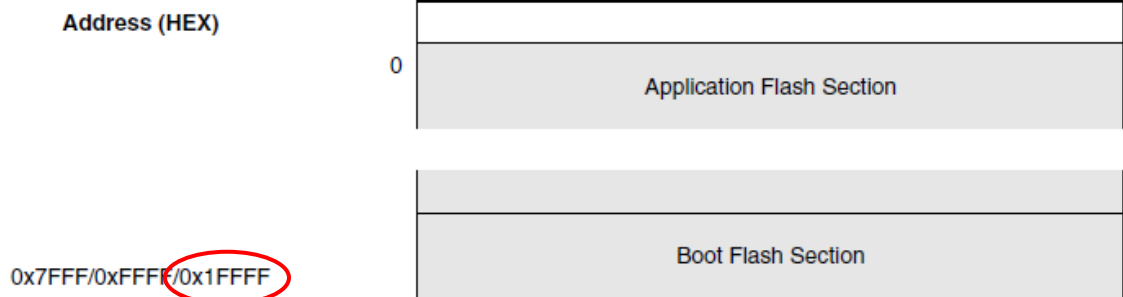 Address (HEX)
0
Application Flash Section
Boot Flash Section
0x7FFF/0xFFFF/0x1FFFF